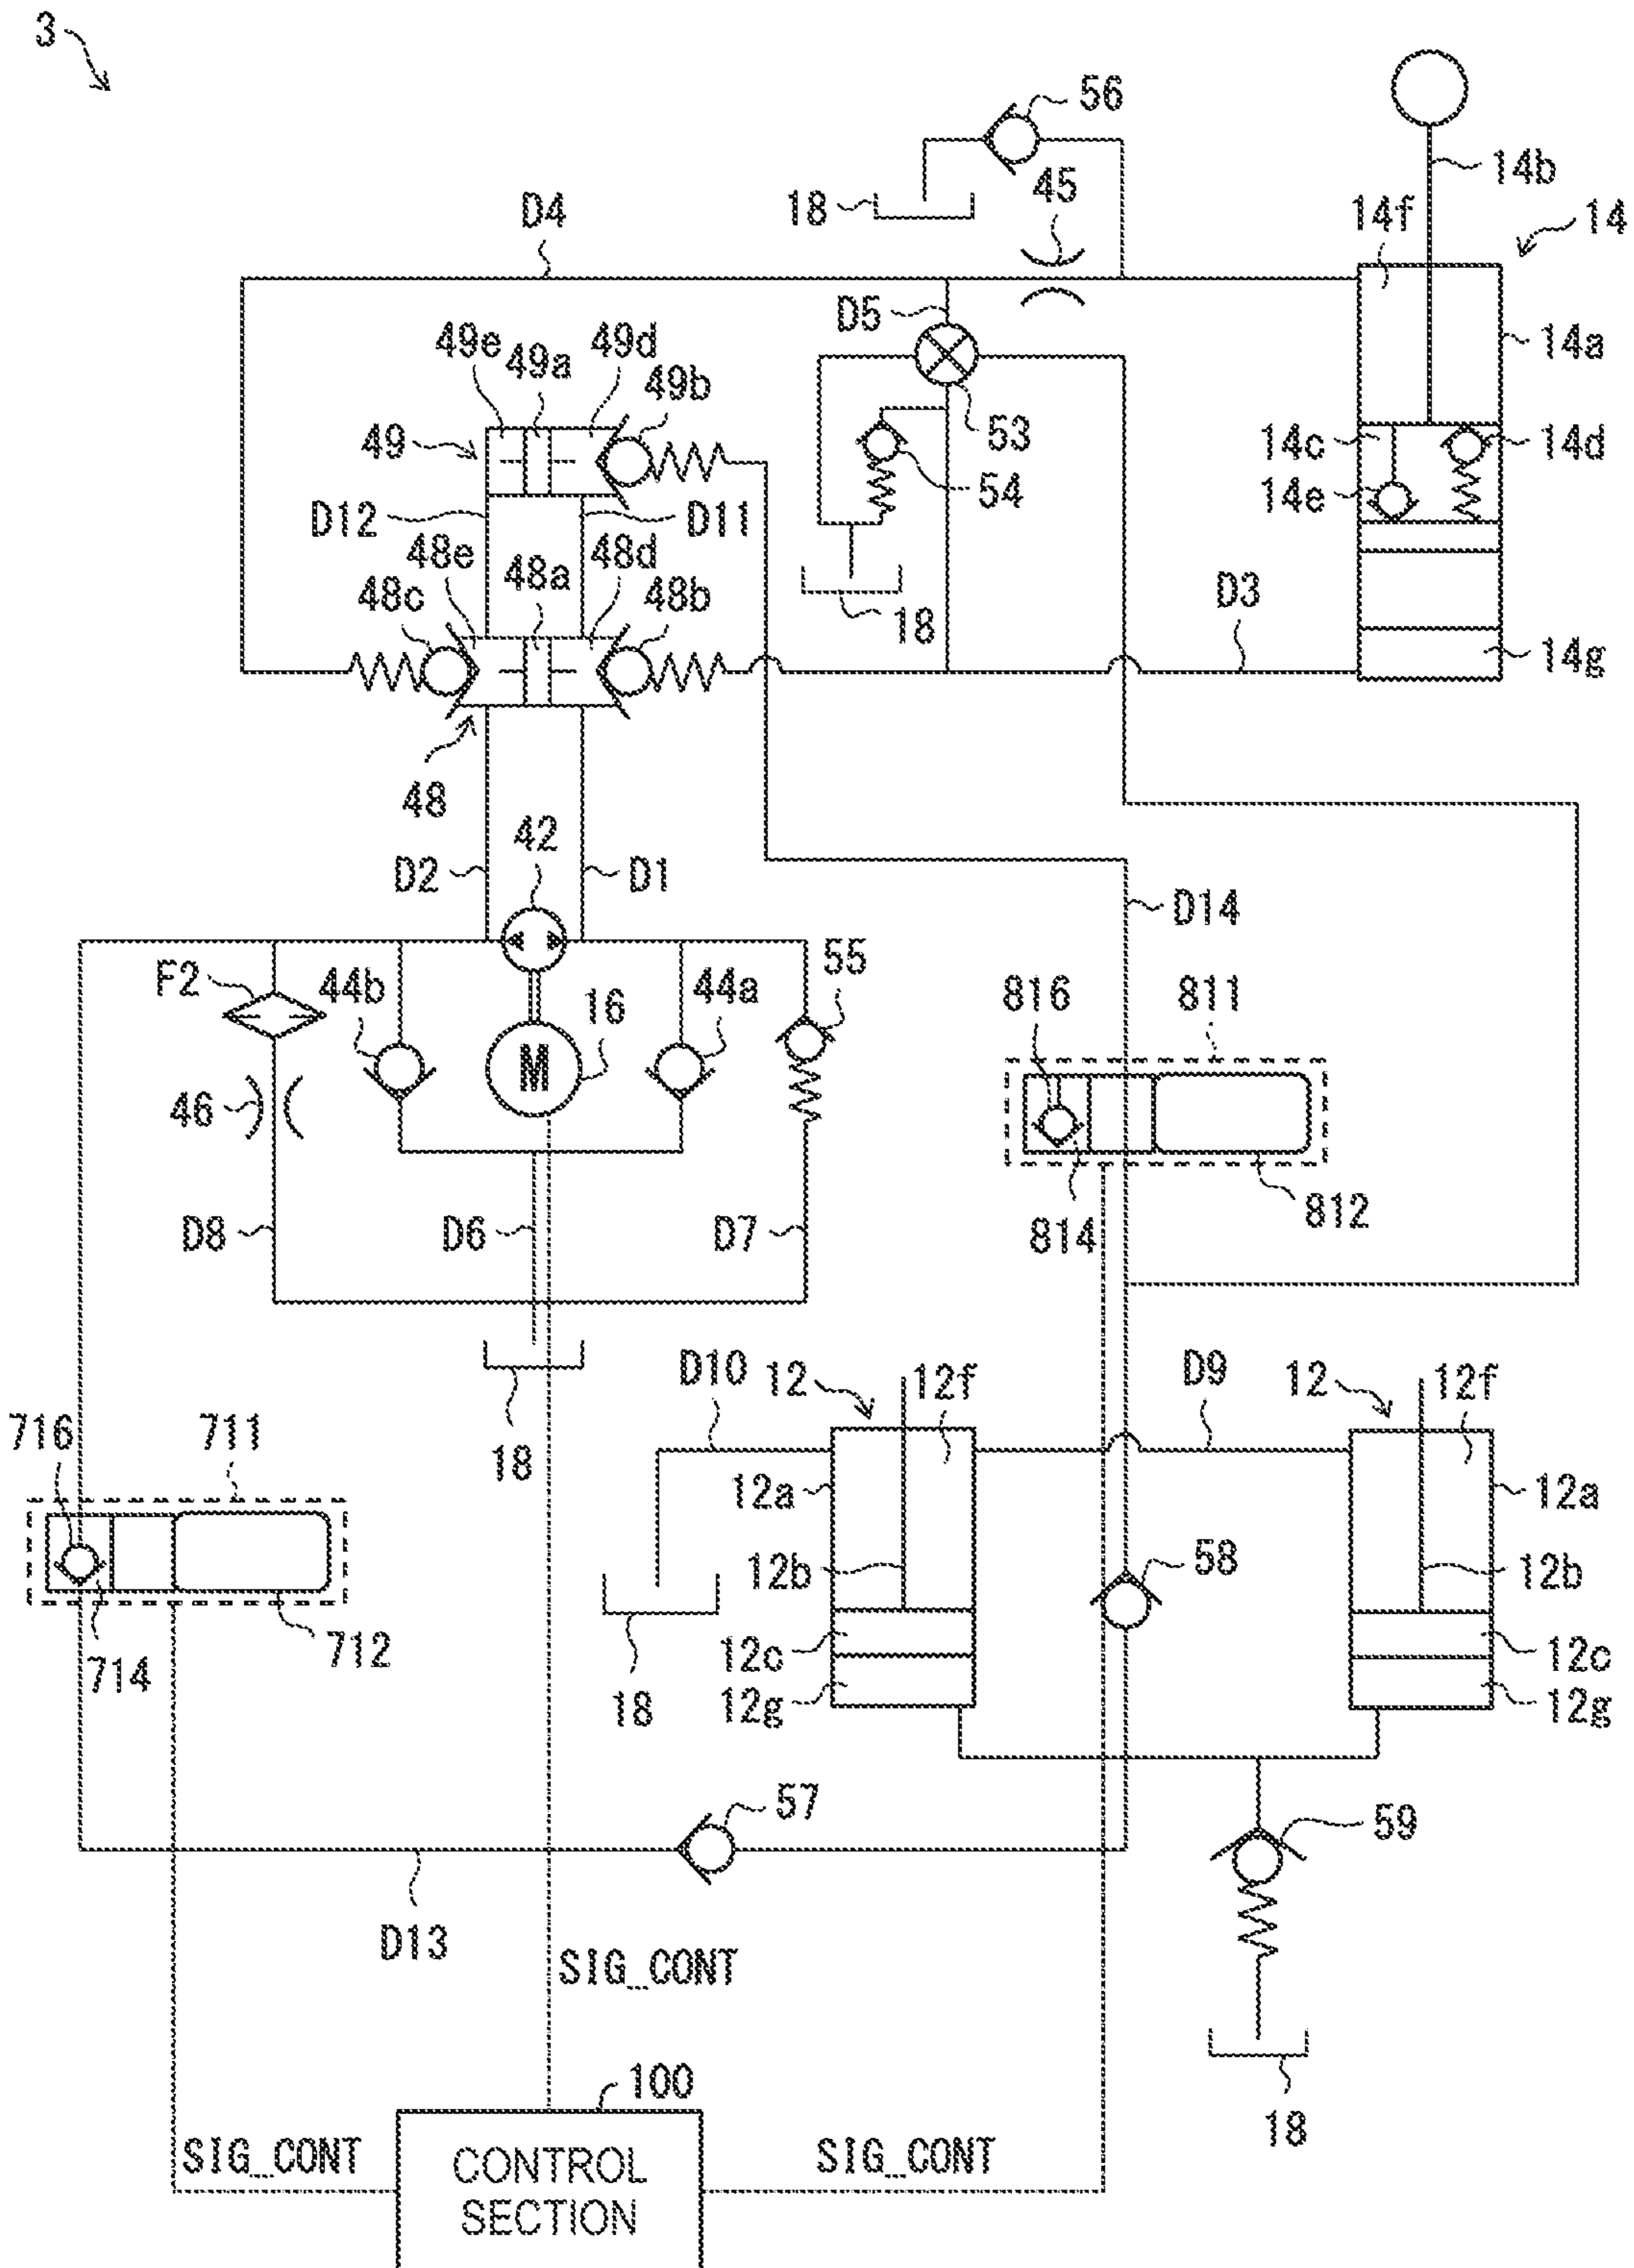 3
56
14b
45
18
14f
14
D4
D5
14a
49e
49a
49d
49b
49
53
14c
14d
54
14e
D12
D11
48e
48a
48d
48c
48b
18
D3
14g
48
42
D2
D1
D14
F2
44b
16
44a
55
816
811
M
46
814
812
D8
D6
D7
D10
12
12f
D9
12
12f
716
711
18
12a
12a
12b
58
12b
714
712
18
12c
12c
12g
12g
57
59
D13
SIG_CONT
100
18
SIG_CONT
SIG_CONT
CONTROL
SECTION